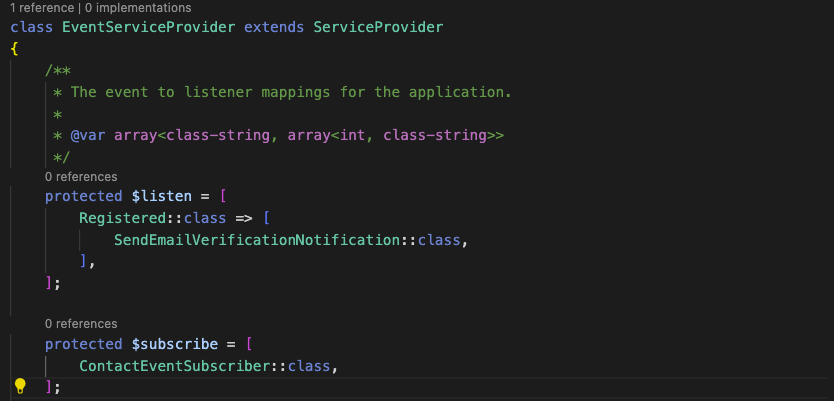 1 reference | 0 implementations
class EventServiceProvider extends ServiceProvider
{
    /**
     * The event to listener mappings for the application.
     *
     * @var array<class-string, array<int, class-string>>
     */
    0 references
    protected $listen = [
        Registered::class => [
            SendEmailVerificationNotification::class,
        ],
    ];

    0 references
    protected $subscribe = [
        ContactEventSubscriber::class,
    ];